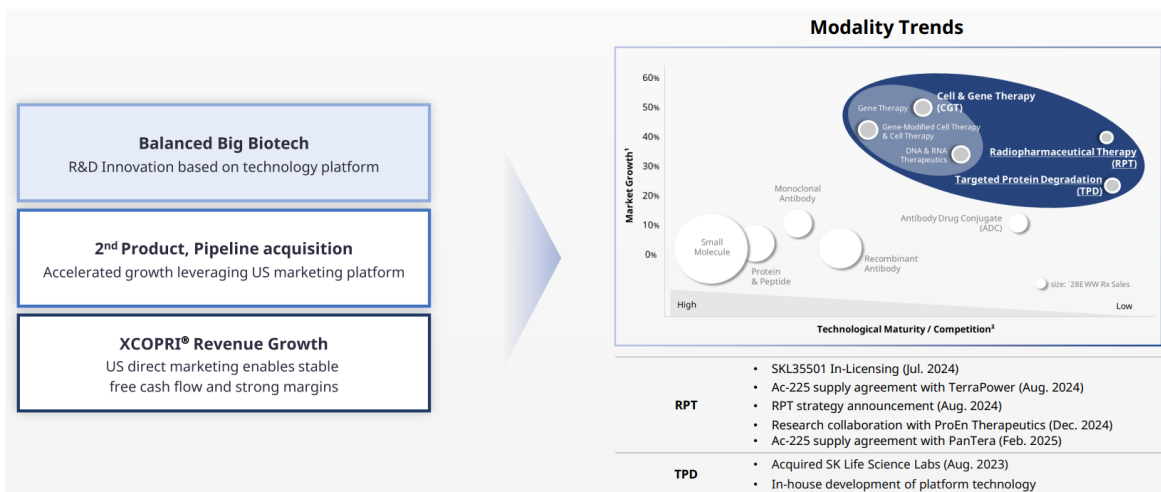 Balanced Big Biotech
R&D Innovation based on technology platform
2nd Product, Pipeline acquisition
Accelerated growth leveraging US marketing platform
XCOPRI® Revenue Growth
US direct marketing enables stable
free cash flow and strong margins
Modality Trends
Market Growth¹
60%
50%
40%
30%
20%
10%
0%
Cell & Gene Therapy
(CGT)
Gene Therapy
Gene-Modified Cell Therapy
& Cell Therapy
DNA & RNA
Therapeutics
Radiopharmaceutical Therapy
(RPT)
Targeted Protein Degradation
(TPD)
Monoclonal
Antibody
Antibody Drug Conjugate
(ADC)
Small
Molecule
Protein
& Peptide
Recombinant
Antibody
size: `28E WW Rx Sales
High
Low
Technological Maturity / Competition²
RPT
• SKL35501 In-Licensing (Jul. 2024)
• Ac-225 supply agreement with TerraPower (Aug. 2024)
• RPT strategy announcement (Aug. 2024)
• Research collaboration with ProEn Therapeutics (Dec. 2024)
• Ac-225 supply agreement with PanTera (Feb. 2025)
TPD
• Acquired SK Life Science Labs (Aug. 2023)
• In-house development of platform technology